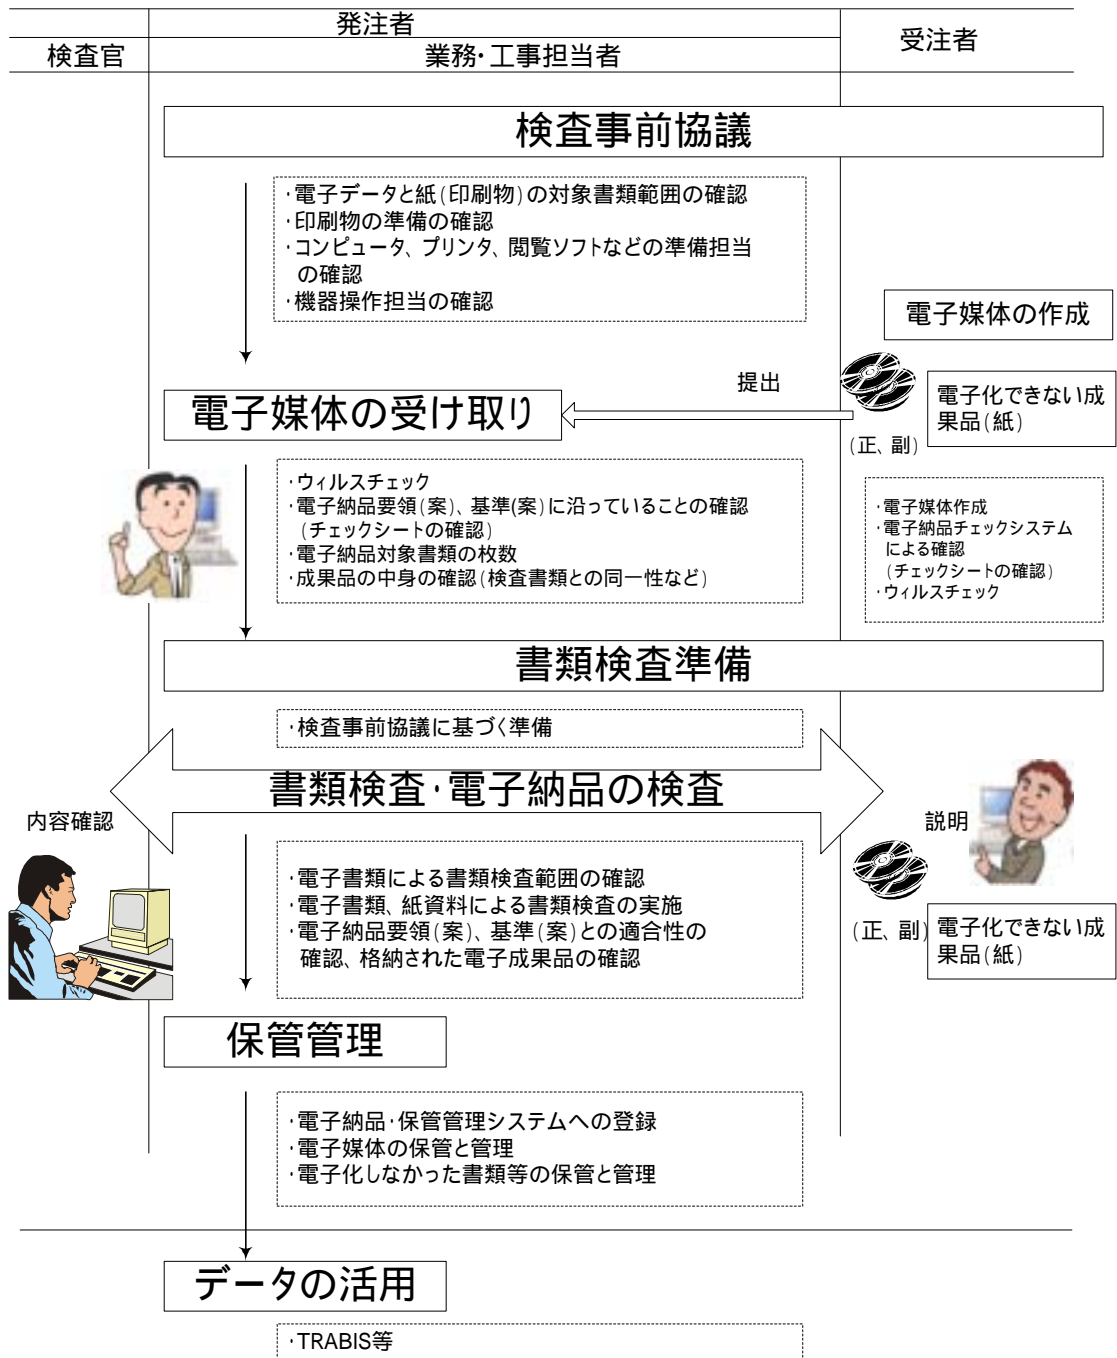 発注者
受注者
検査官
業務・工事担当者
検査事前協議
・電子データと紙(印刷物)の対象書類範囲の確認
・印刷物の準備の確認
・コンピュータ、プリンタ、閲覧ソフトなどの準備担当
の確認
・機器操作担当の確認
電子媒体の作成
提出
電子媒体の受け取り
電子化できない成
果品(紙)
(正、副)
・ウィルスチェック
・電子納品要領(案)、基準(案)に沿っていることの確認
(チェックシートの確認)
・電子納品対象書類の枚数
・成果品の中身の確認(検査書類との同一性など)
・電子媒体作成
・電子納品チェックシステム
による確認
(チェックシートの確認)
・ウィルスチェック
書類検査準備
・検査事前協議に基づく準備
書類検査・電子納品の検査
内容確認
説明
・電子書類による書類検査範囲の確認
・電子書類、紙資料による書類検査の実施
・電子納品要領(案)、基準(案)との適合性の
確認、格納された電子成果品の確認
(正、副)
電子化できない成
果品(紙)
保管管理
・電子納品・保管管理システムへの登録
・電子媒体の保管と管理
・電子化しなかった書類等の保管と管理
データの活用
・TRABIS等